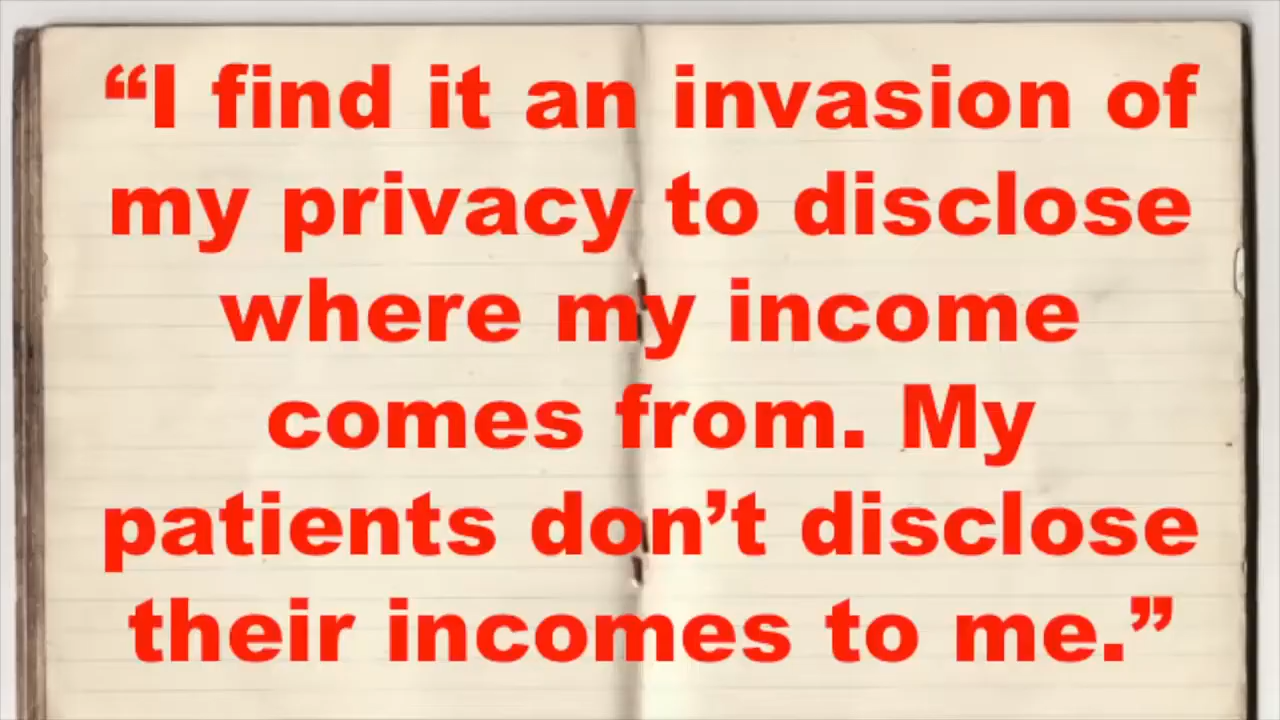 “I find it an invasion of
my privacy to disclose
where my income
comes from. My
patients don’t disclose
their incomes to me.”